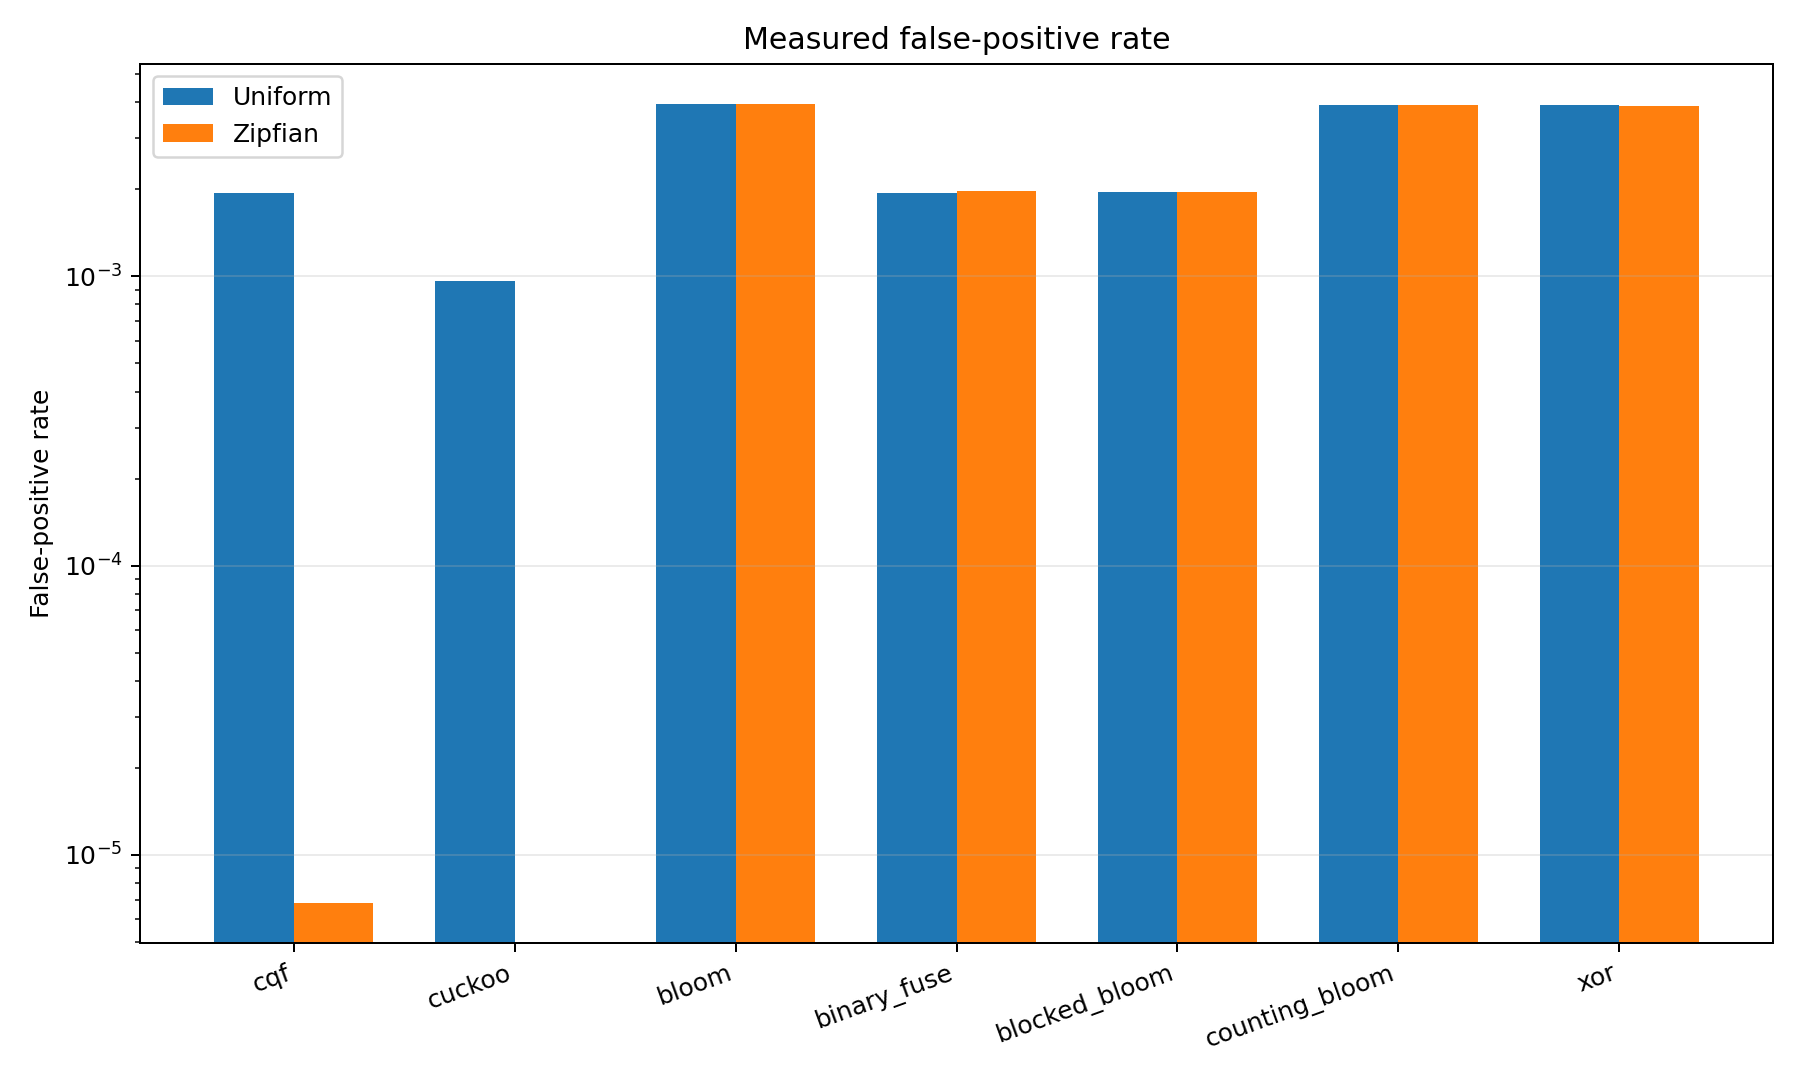 Measured false-positive rate
Uniform
Zipfian
False-positive rate
10⁻³
10⁻⁴
10⁻⁵
cqf
cuckoo
bloom
binary_fuse
blocked_bloom
counting_bloom
xor